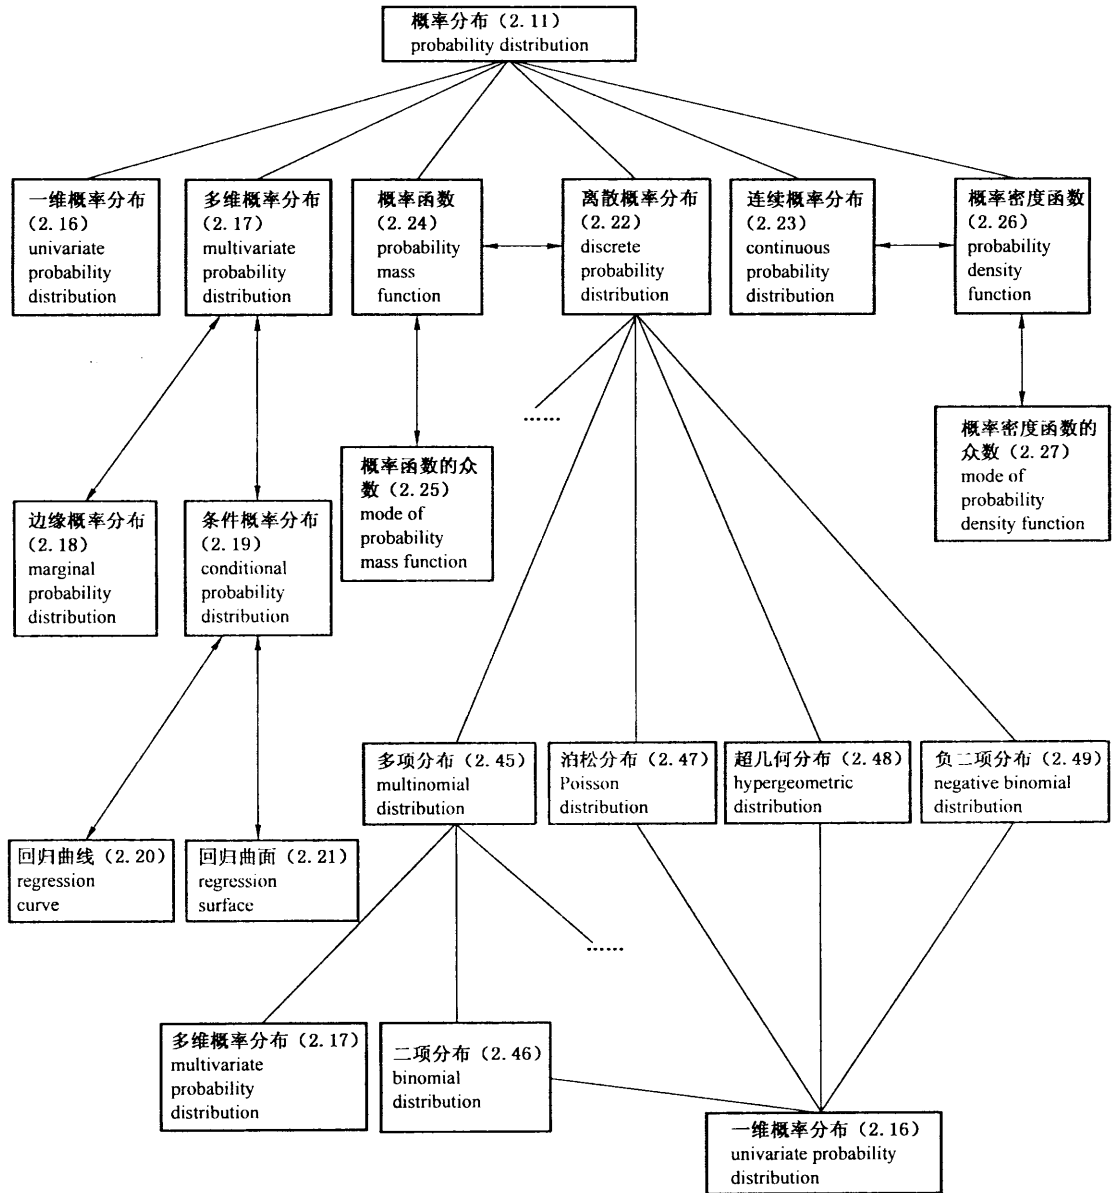 概率分布（2.11）
probability distribution
一维概率分布
（2.16）
univariate
probability
distribution
多维概率分布
（2.17）
multivariate
probability
distribution
概率函数
（2.24）
probability
mass
function
离散概率分布
（2.22）
discrete
probability
distribution
连续概率分布
（2.23）
continuous
probability
distribution
概率密度函数
（2.26）
probability
density
function
……
概率函数的众
数（2.25）
mode of
probability
mass function
概率密度函数的
众数（2.27）
mode of
probability
density function
边缘概率分布
（2.18）
marginal
probability
distribution
条件概率分布
（2.19）
conditional
probability
distribution
多项分布（2.45）
multinomial
distribution
泊松分布（2.47）
Poisson
distribution
超几何分布（2.48）
hypergeometric
distribution
负二项分布（2.49）
negative binomial
distribution
回归曲线（2.20）
regression
curve
回归曲面（2.21）
regression
surface
……
多维概率分布（2.17）
multivariate
probability
distribution
二项分布（2.46）
binomial
distribution
一维概率分布（2.16）
univariate probability
distribution